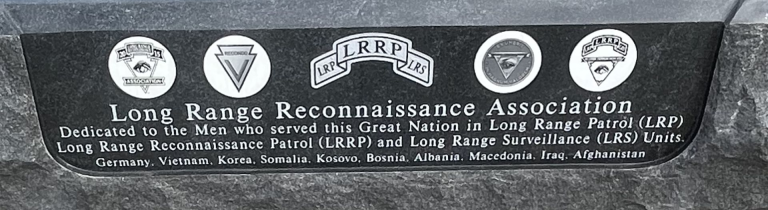 ASSOCIATION
LRP LRRP LRS
Long Range Reconnaissance Association
Dedicated to the Men who served this Great Nation in Long Range Patrol (LRP)
Long Range Reconnaissance Patrol (LRRP) and Long Range Surveillance (LRS) Units.
Germany, Vietnam, Korea, Somalia, Kosovo, Bosnia, Albania, Macedonia, Iraq, Afghanistan